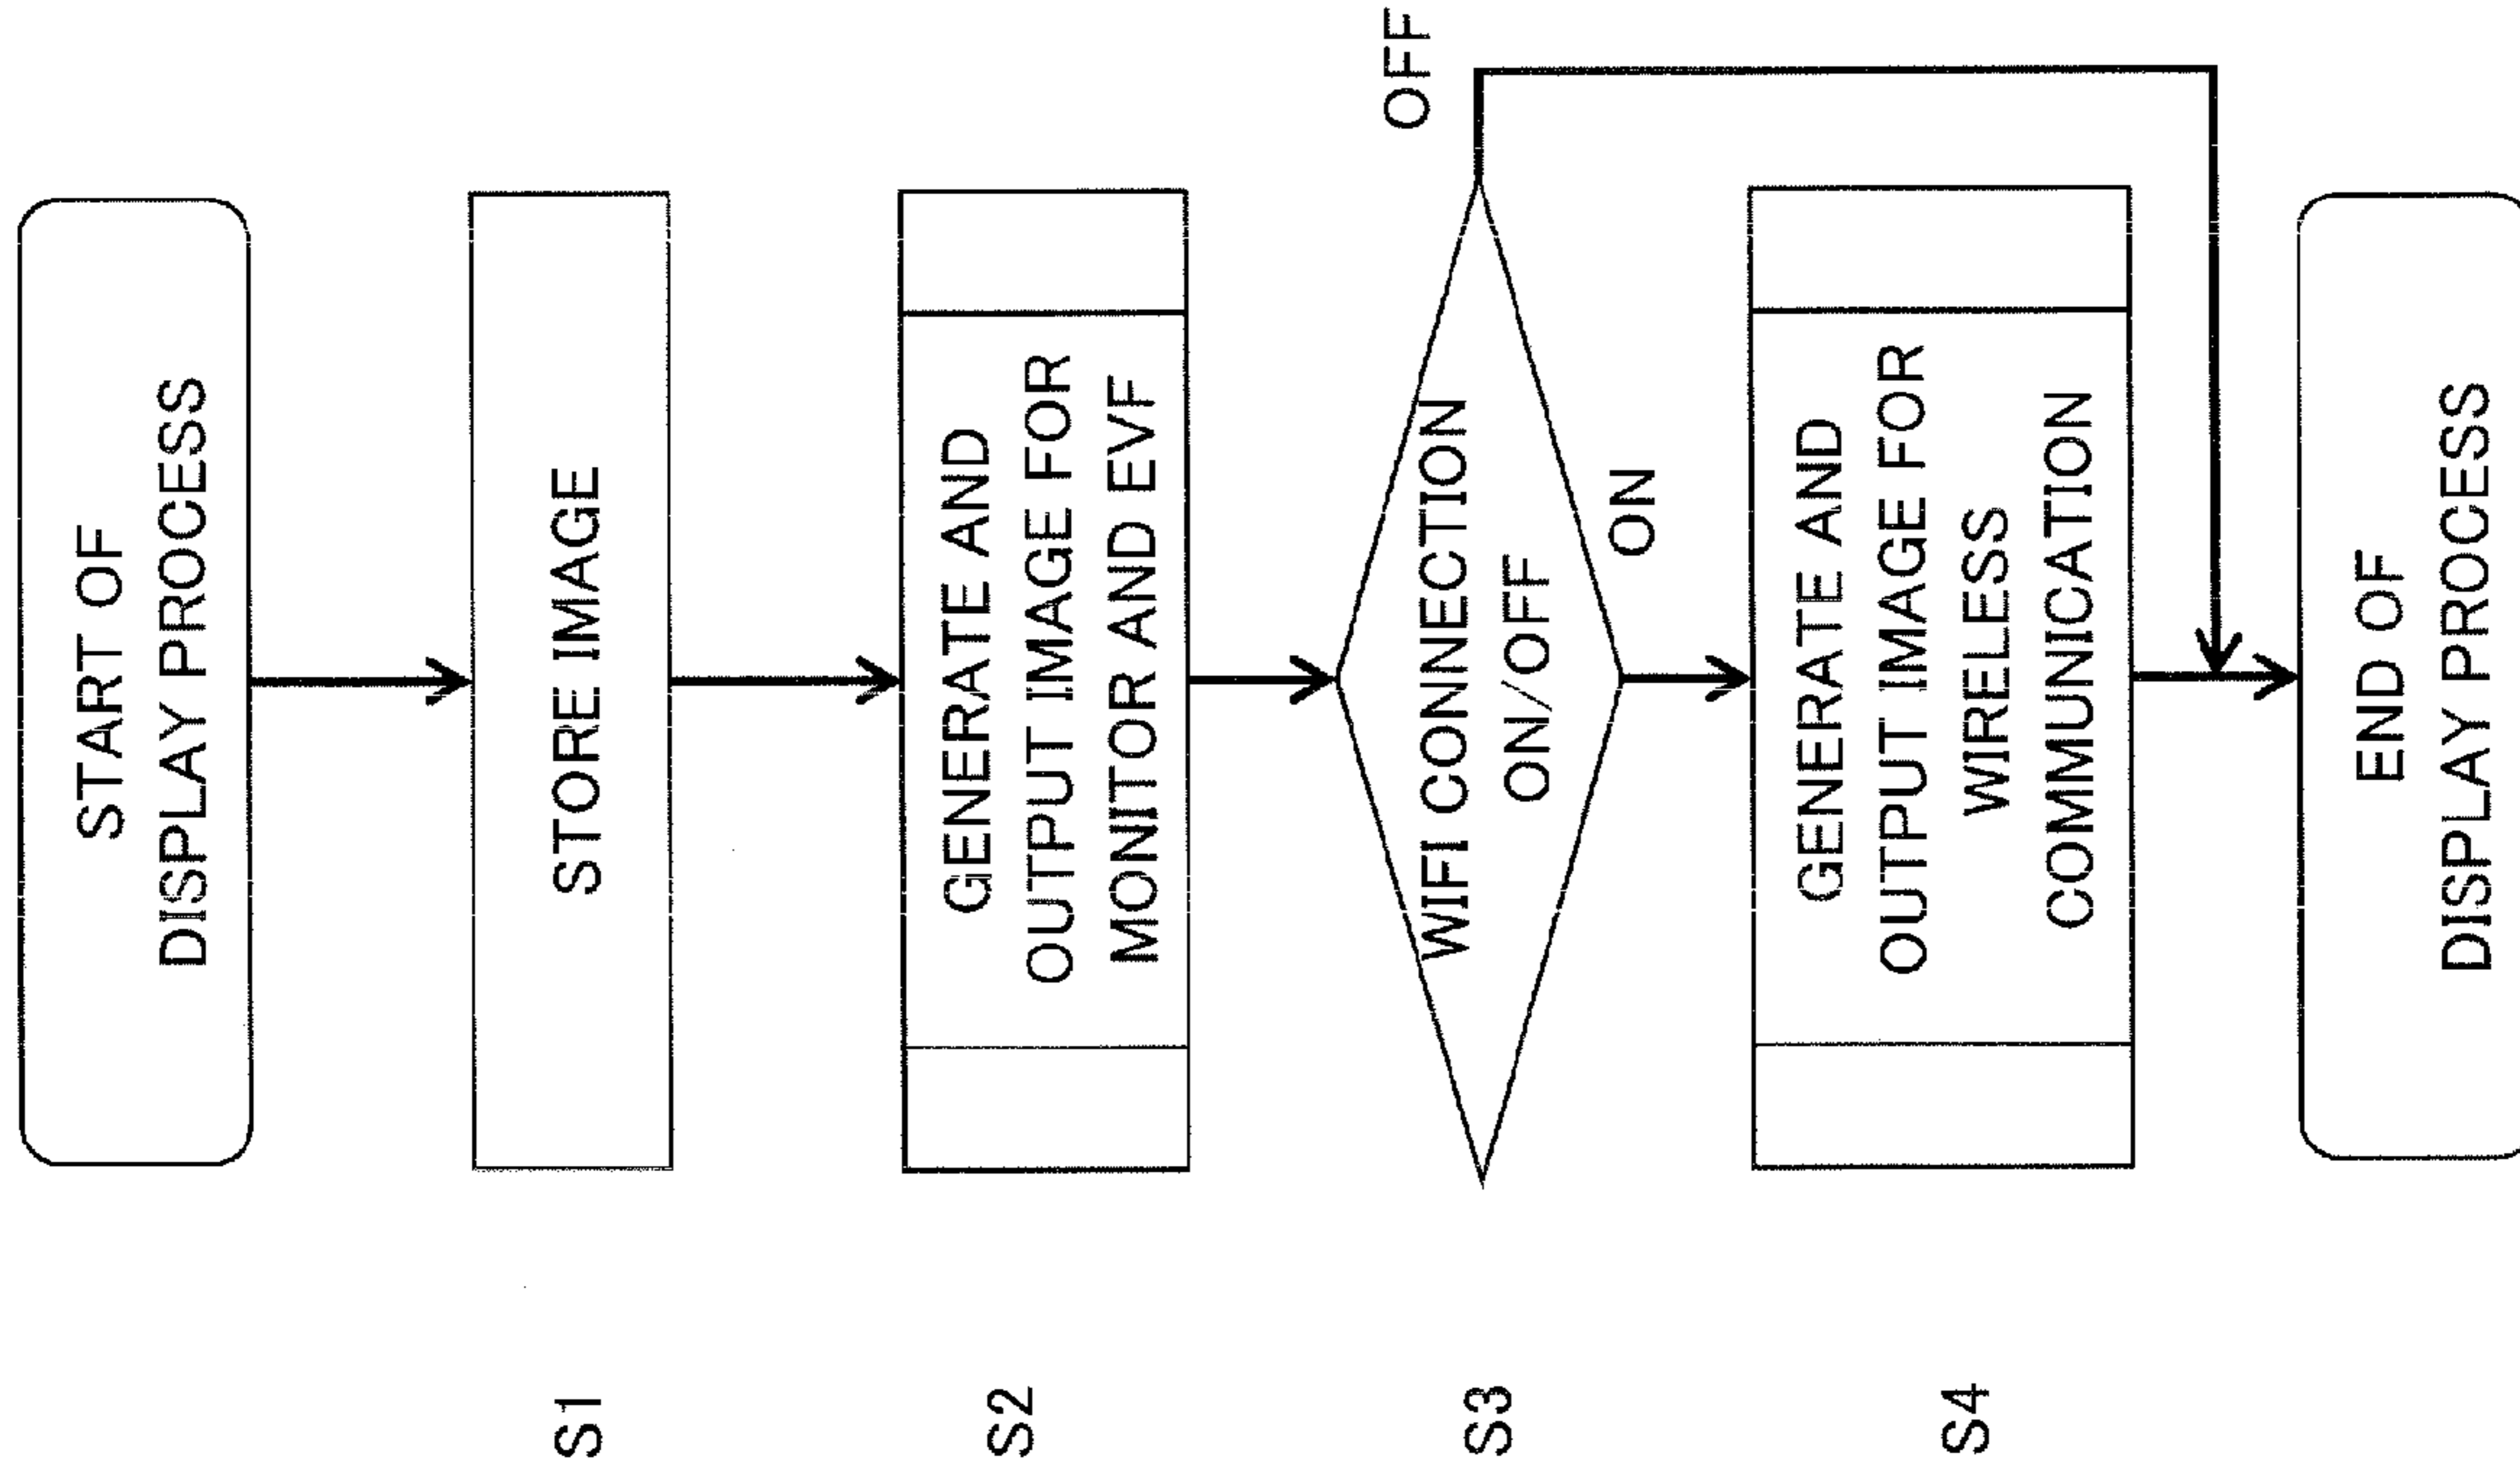 START OF
DISPLAY PROCESS
S1
STORE IMAGE
S2
GENERATE AND
OUTPUT IMAGE FOR
MONITOR AND EVF
S3
WIFI CONNECTION
ON/OFF
OFF
ON
S4
GENERATE AND
OUTPUT IMAGE FOR
WIRELESS
COMMUNICATION
END OF
DISPLAY PROCESS